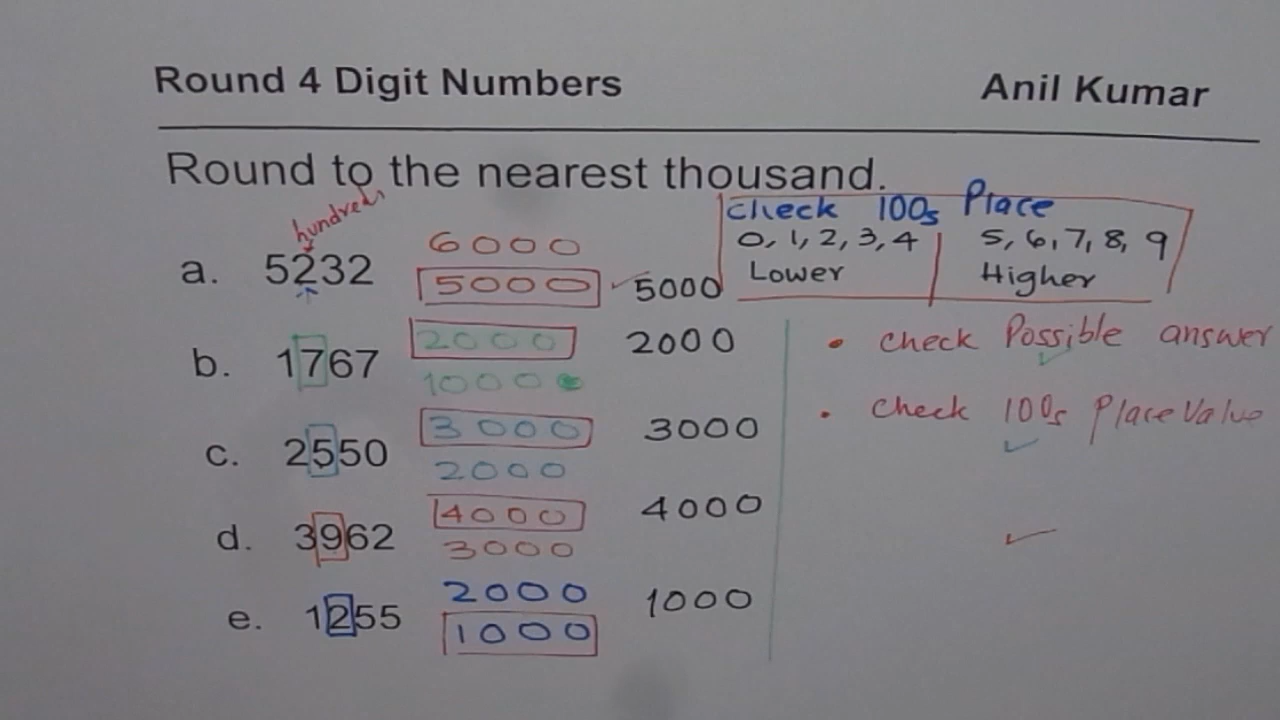 Round 4 Digit Numbers Anil Kumar
Round to the nearest thousand.
hundreds
Check 100s Place
0, 1, 2, 3, 4 5, 6, 7, 8, 9
Lower Higher
a. 5232 6000
5000 5000
b. 1767 2000 2000
1000
c. 2550 3000 3000
2000
d. 3962 4000 4000
3000
e. 1255 2000 1000
1000
• Check Possible answer
• Check 100s Place Value